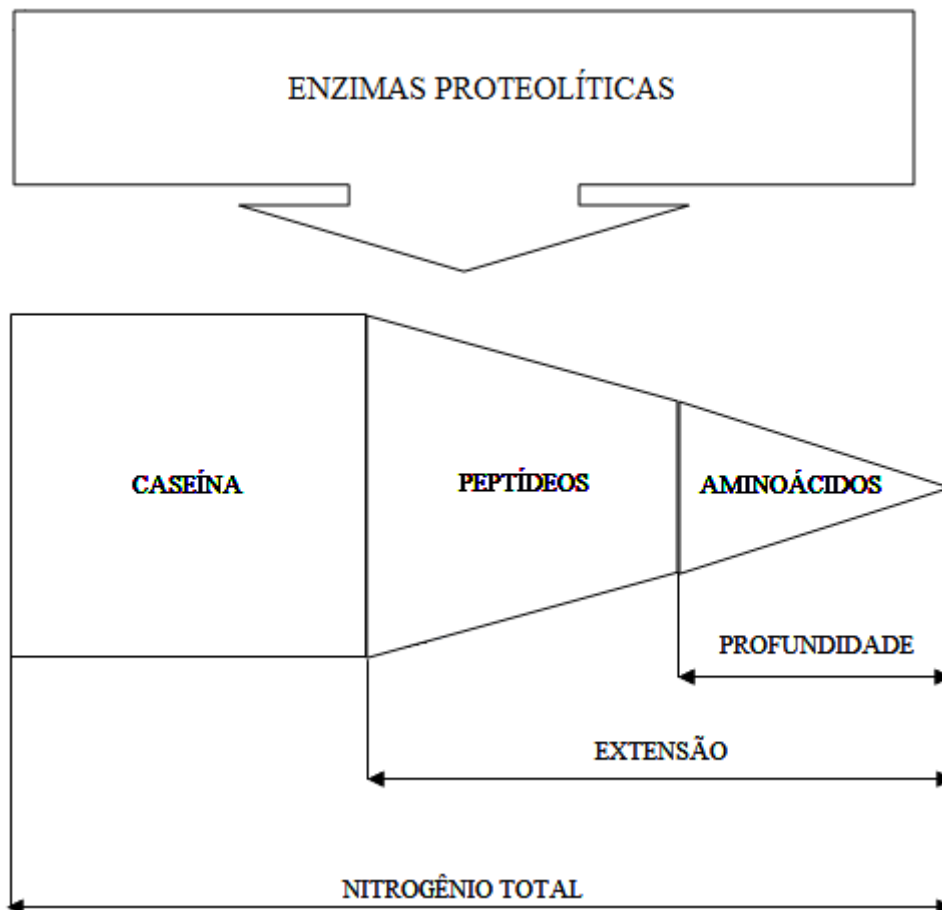 ENZIMAS PROTEOLÍTICAS
CASEÍNA
PEPTÍDEOS
AMINOÁCIDOS
PROFUNDIDADE
EXTENSÃO
NITROGÊNIO TOTAL